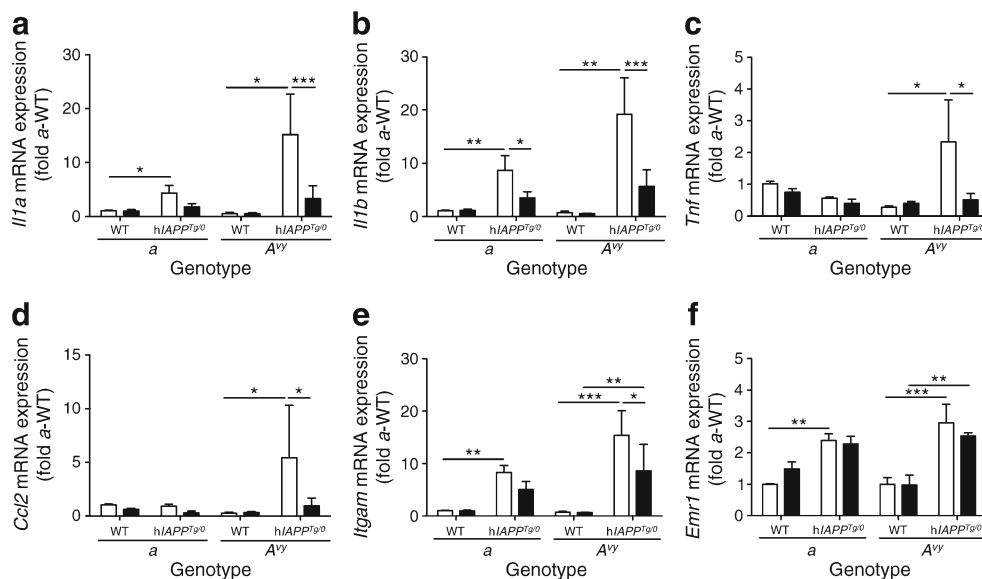 a
Il1a mRNA expression
(fold a-WT)
30
20
10
0
*
*
***
WT
hIAPPTg/0
WT
hIAPPTg/0
a
Avy
Genotype
b
Il1b mRNA expression
(fold a-WT)
30
20
10
0
**
*
**
***
WT
hIAPPTg/0
WT
hIAPPTg/0
a
Avy
Genotype
c
Tnf mRNA expression
(fold a-WT)
5
4
3
2
1
0
*
*
WT
hIAPPTg/0
WT
hIAPPTg/0
a
Avy
Genotype
d
Ccl2 mRNA expression
(fold a-WT)
15
10
5
0
*
*
WT
hIAPPTg/0
WT
hIAPPTg/0
a
Avy
Genotype
e
Itgam mRNA expression
(fold a-WT)
30
20
10
0
**
**
***
*
WT
hIAPPTg/0
WT
hIAPPTg/0
a
Avy
Genotype
f
Emr1 mRNA expression
(fold a-WT)
5
4
3
2
1
0
**
**
***
WT
hIAPPTg/0
WT
hIAPPTg/0
a
Avy
Genotype